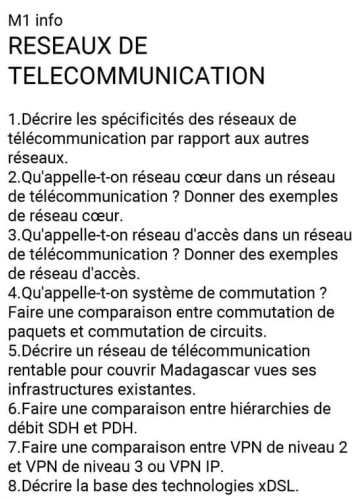 M1 info
RESEAUX DE
TELECOMMUNICATION
1.Décrire les spécificités des réseaux de
télécommunication par rapport aux autres
réseaux.
2.Qu'appelle-t-on réseau cœur dans un réseau
de télécommunication ? Donner des exemples
de réseau cœur.
3.Qu'appelle-t-on réseau d'accès dans un réseau
de télécommunication ? Donner des exemples
de réseau d'accès.
4.Qu'appelle-t-on système de commutation ?
Faire une comparaison entre commutation de
paquets et commutation de circuits.
5.Décrire un réseau de télécommunication
rentable pour couvrir Madagascar vues ses
infrastructures existantes.
6.Faire une comparaison entre hiérarchies de
débit SDH et PDH.
7.Faire une comparaison entre VPN de niveau 2
et VPN de niveau 3 ou VPN IP.
8.Décrire la base des technologies xDSL.